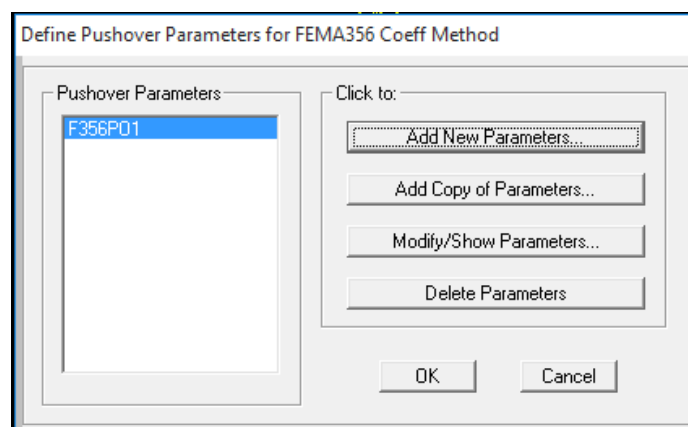 Define Pushover Parameters for FEMA356 Coeff Method
Pushover Parameters
F356PO1
Click to:
Add New Parameters...
Add Copy of Parameters...
Modify/Show Parameters...
Delete Parameters
OK
Cancel